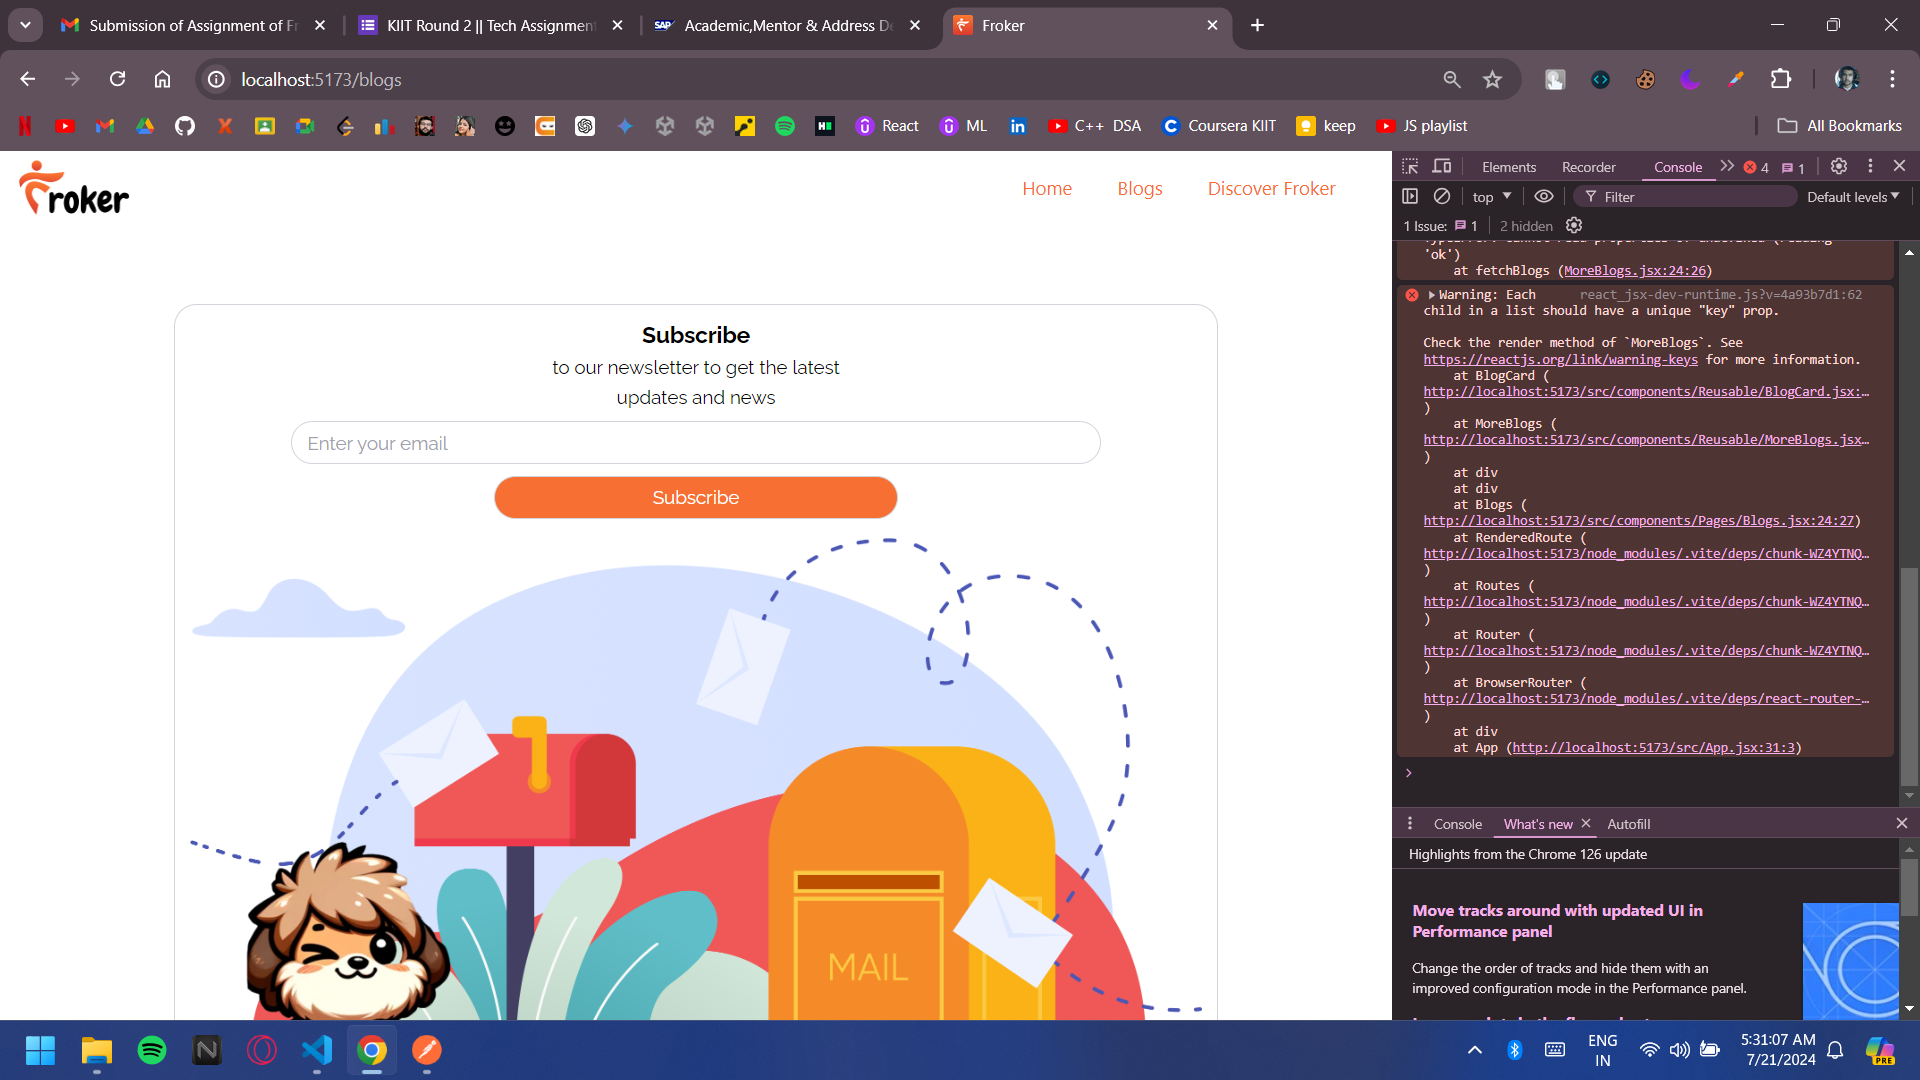 Submission of Assignment of Fr
KIIT Round 2 || Tech Assignment
SAP Academic,Mentor & Address De
Froker
localhost:5173/blogs
React
ML
C++ DSA
Coursera KIIT
keep
JS playlist
All Bookmarks
Froker
Home
Blogs
Discover Froker
Subscribe
to our newsletter to get the latest
updates and news
Enter your email
Subscribe
MAIL
Elements
Recorder
Console
4
1
top
Filter
Default levels
1 Issue: 1
2 hidden
'ok')
at fetchBlogs (MoreBlogs.jsx:24:26)
Warning: Each react_jsx-dev-runtime.js?v=4a93b7d1:62
child in a list should have a unique "key" prop.
Check the render method of `MoreBlogs`. See
https://reactjs.org/link/warning-keys for more information.
at BlogCard (
http://localhost:5173/src/components/Reusable/BlogCard.jsx:…
)
at MoreBlogs (
http://localhost:5173/src/components/Reusable/MoreBlogs.jsx…
)
at div
at div
at Blogs (
http://localhost:5173/src/components/Pages/Blogs.jsx:24:27)
at RenderedRoute (
http://localhost:5173/node_modules/.vite/deps/chunk-WZ4YTNQ…
)
at Routes (
http://localhost:5173/node_modules/.vite/deps/chunk-WZ4YTNQ…
)
at Router (
http://localhost:5173/node_modules/.vite/deps/chunk-WZ4YTNQ…
)
at BrowserRouter (
http://localhost:5173/node_modules/.vite/deps/react-router-…
)
at div
at App (http://localhost:5173/src/App.jsx:31:3)
Console
What's new
Autofill
Highlights from the Chrome 126 update
Move tracks around with updated UI in
Performance panel
Change the order of tracks and hide them with an
improved configuration mode in the Performance panel.
ENG
IN
5:31:07 AM
7/21/2024
PRE